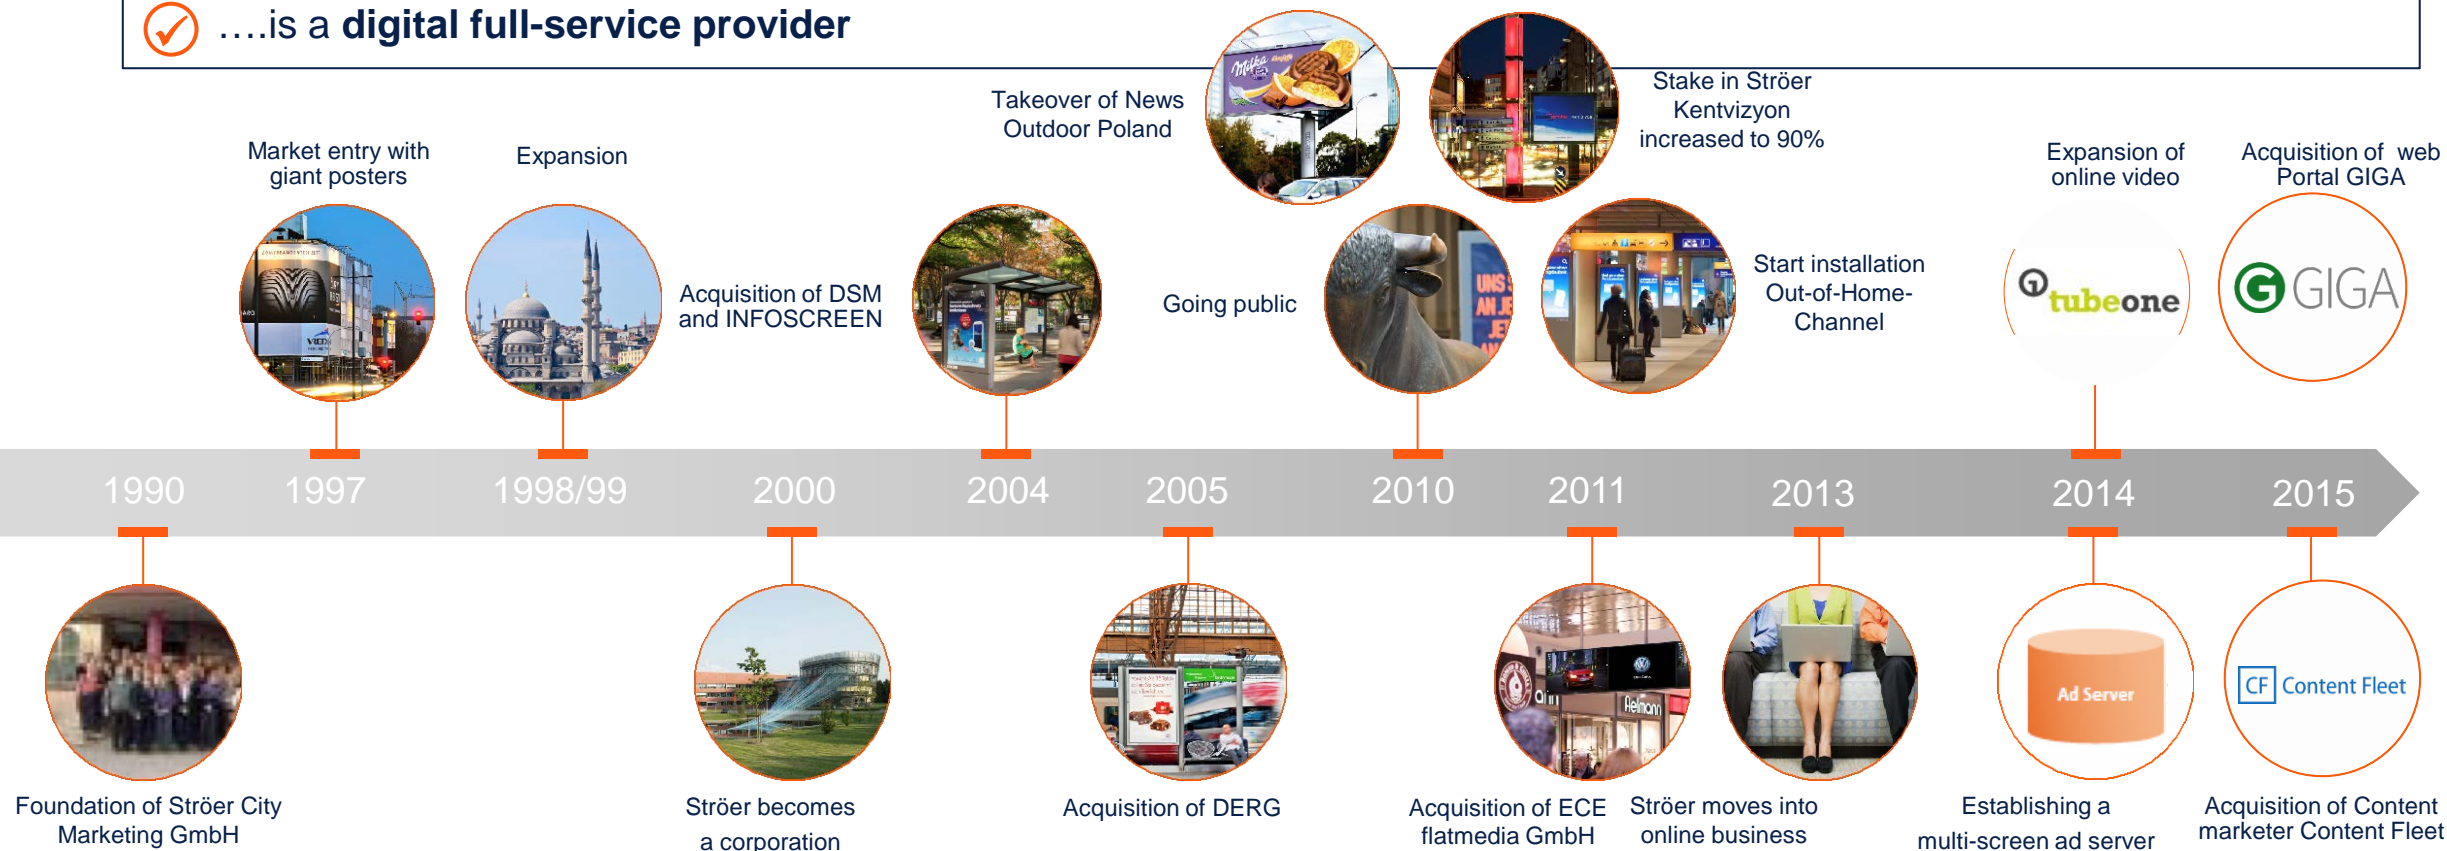 ….is a digital full-service provider
Takeover of News
Outdoor Poland
Milka
Stake in Ströer
Kentvizyon
increased to 90%
Market entry with
giant posters
Expansion
Expansion of
online video
Acquisition of web
Portal GIGA
Acquisition of DSM
and INFOSCREEN
Going public
UNS
AN JE
JET
Start installation
Out-of-Home-
Channel
tubeone
G GIGA
1990
1997
1998/99
2000
2004
2005
2010
2011
2013
2014
2015
Ad Server
CF Content Fleet
Foundation of Ströer City
Marketing GmbH
Ströer becomes
a corporation
Acquisition of DERG
Acquisition of ECE
flatmedia GmbH
Ströer moves into
online business
Establishing a
multi-screen ad server
Acquisition of Content
marketer Content Fleet